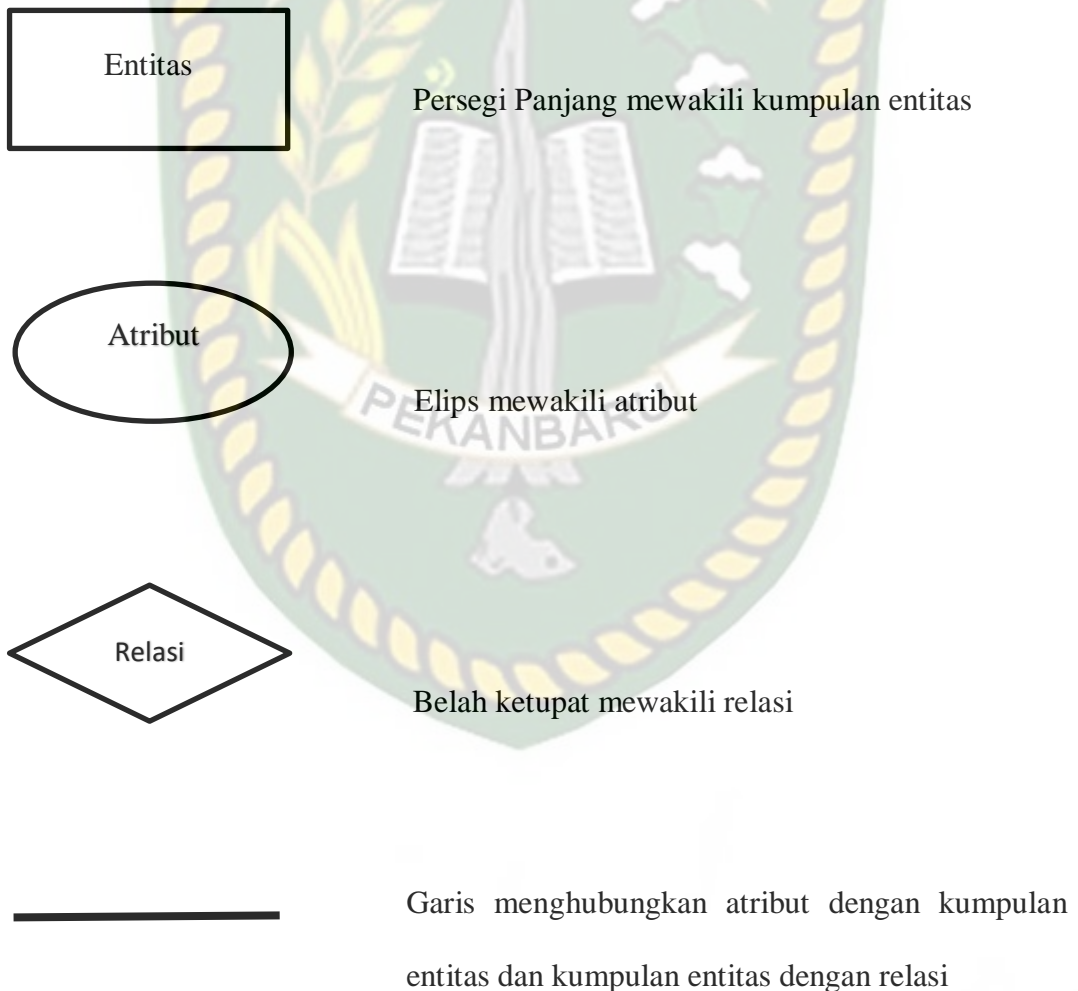 Entitas
Persegi Panjang mewakili kumpulan entitas
Atribut
Elips mewakili atribut
PEKANBARU
Relasi
Belah ketupat mewakili relasi
Garis menghubungkan atribut dengan kumpulan
entitas dan kumpulan entitas dengan relasi